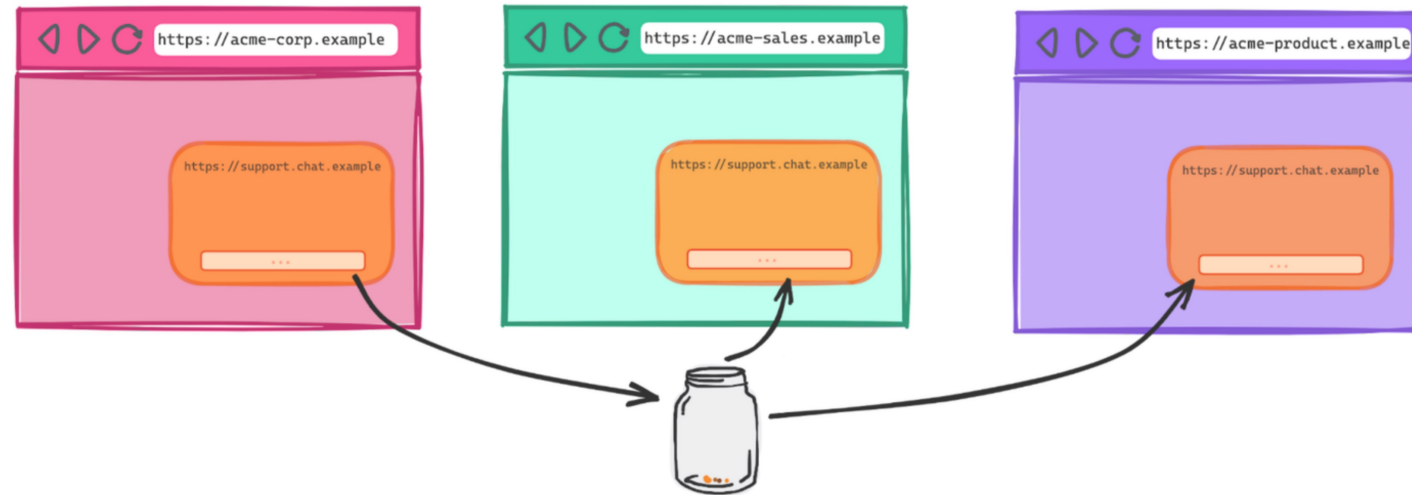 https://acme-corp.example
https://support.chat.example
...
https://acme-sales.example
https://support.chat.example
...
https://acme-product.example
https://support.chat.example
...